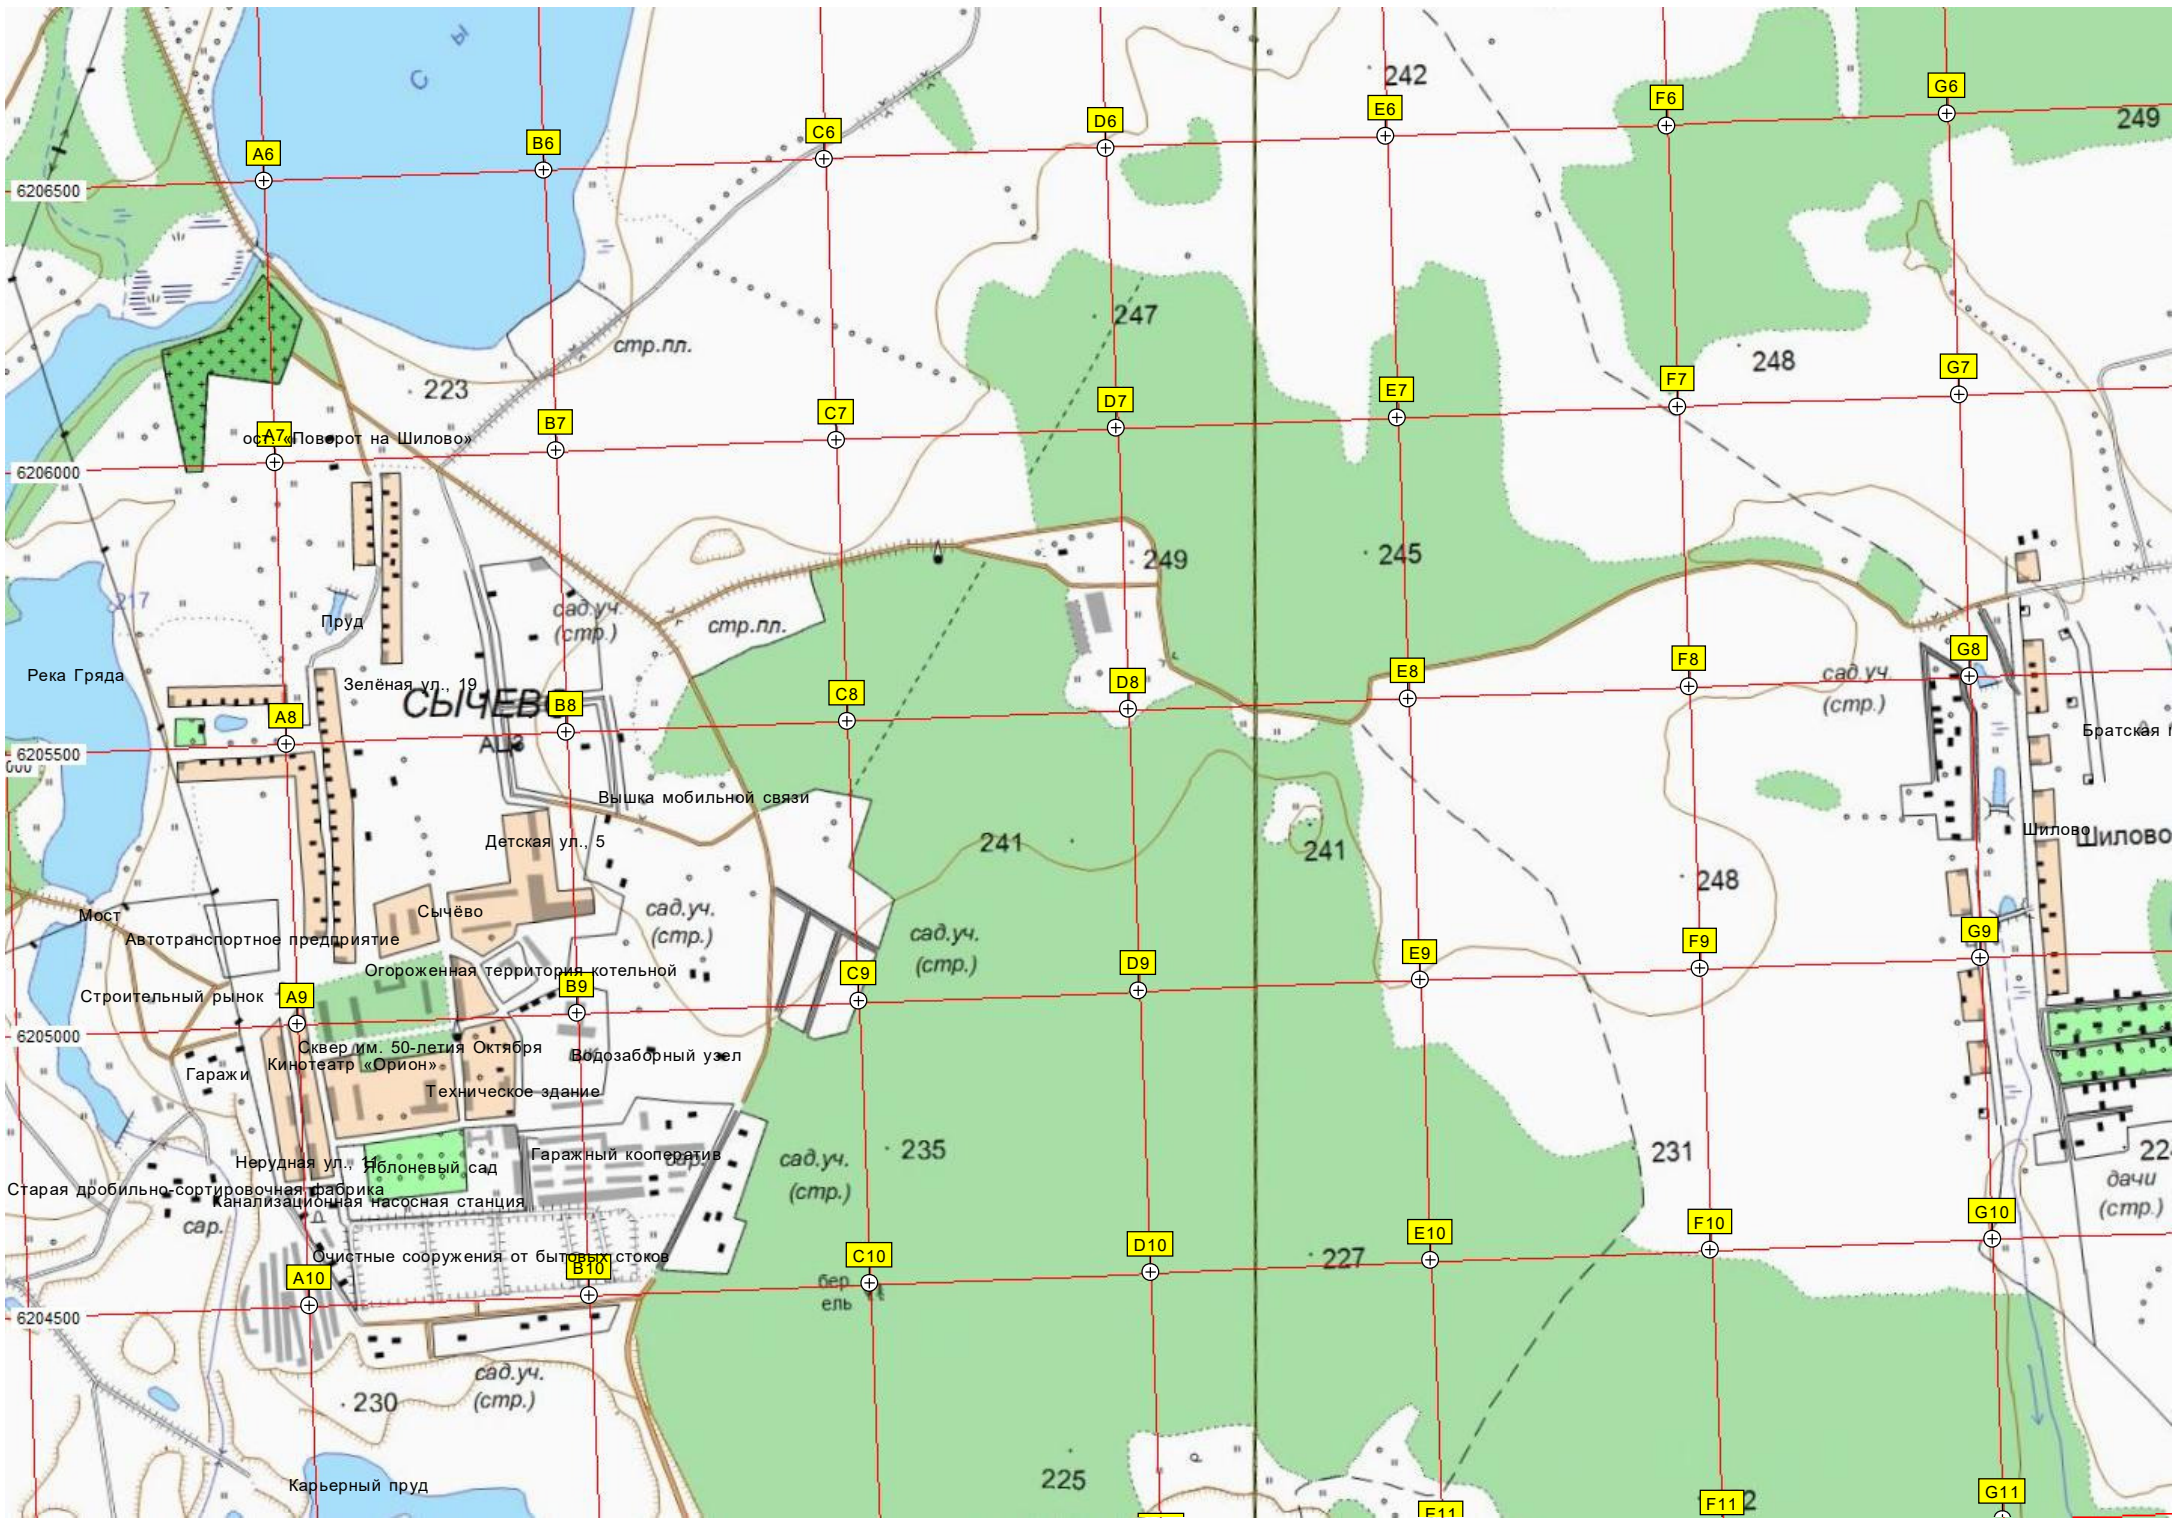 С
Ы
242
A6
B6
C6
D6
E6
F6
G6
249
6206500
247
стр.пл.
223
248
A7
B7
C7
D7
E7
F7
G7
ост. «Поворот на Шилово»
6206000
249
245
217
Пруд
сад.уч.
(стр.)
стр.пл.
Река Гряда
Зелёная ул., 19
СЫЧЕВО
A8
B8
C8
D8
E8
F8
G8
сад.уч.
(стр.)
Братская
6205500
АЦЗ
Вышка мобильной связи
Детская ул., 5
241
241
Шилово
Шилово
248
Мост
Сычёво
сад.уч.
(стр.)
сад.уч.
(стр.)
Автотранспортное предприятие
Огороженная территория котельной
Строительный рынок
A9
B9
C9
D9
E9
F9
G9
6205000
Сквер им. 50-летия Октября
Кинотеатр «Орион»
Водозаборный узел
Гаражи
Техническое здание
235
231
Гаражный кооператив
сар.
сад.уч.
(стр.)
Нерудная ул., 11
Яблоневый сад
дачи
(стр.)
Старая дробильно-сортировочная фабрика
Канализационная насосная станция
сар.
Очистные сооружения от бытовых стоков
A10
B10
C10
D10
E10
F10
G10
227
бер
ель
6204500
сад.уч.
(стр.)
230
225
Карьерный пруд
E11
F11
G11